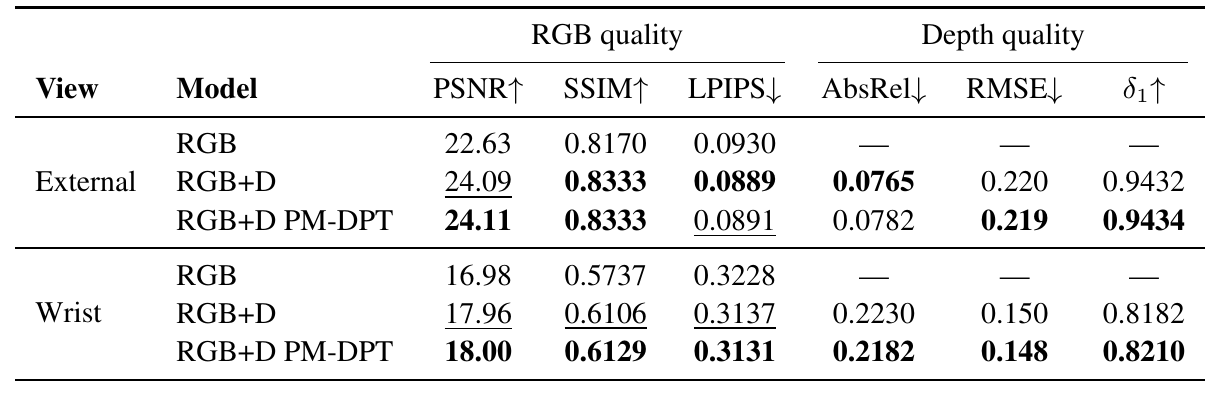 RGB quality Depth quality
View Model PSNR↑ SSIM↑ LPIPS↓ AbsRel↓ RMSE↓ δ₁↑
RGB 22.63 0.8170 0.0930 — — —
External RGB+D 24.09 0.8333 0.0889 0.0765 0.220 0.9432
RGB+D PM-DPT 24.11 0.8333 0.0891 0.0782 0.219 0.9434
RGB 16.98 0.5737 0.3228 — — —
Wrist RGB+D 17.96 0.6106 0.3137 0.2230 0.150 0.8182
RGB+D PM-DPT 18.00 0.6129 0.3131 0.2182 0.148 0.8210